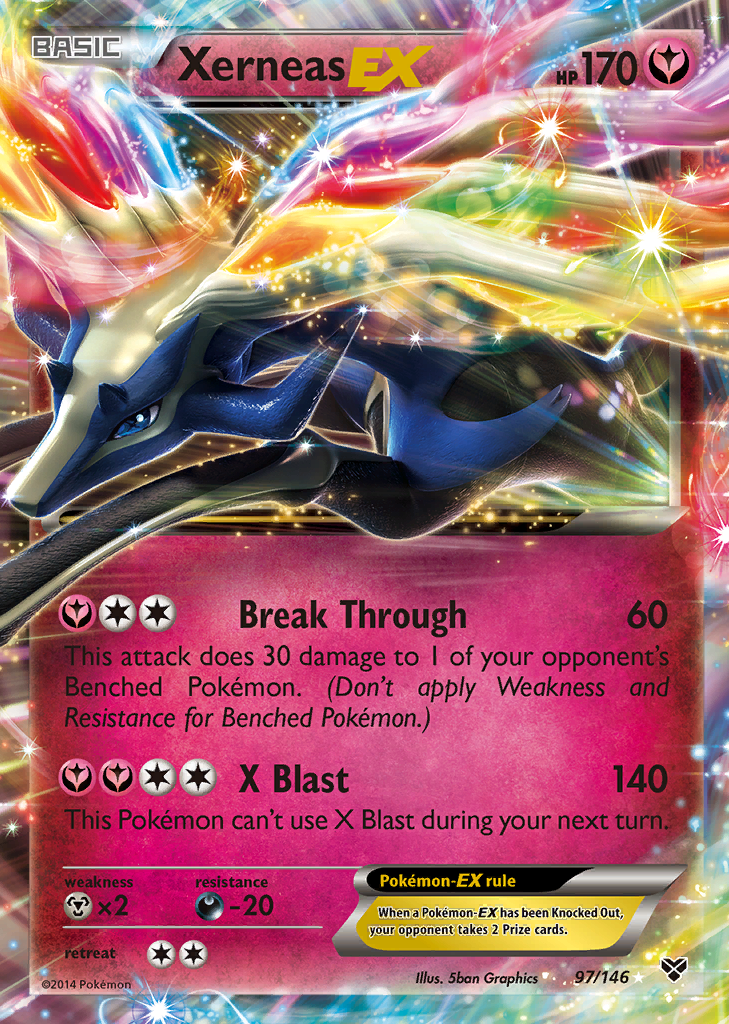 BASIC
Xerneas EX
HP 170
Break Through 60
This attack does 30 damage to 1 of your opponent's
Benched Pokémon. (Don't apply Weakness and
Resistance for Benched Pokémon.)
X Blast 140
This Pokémon can't use X Blast during your next turn.
weakness resistance
×2 -20
retreat
Pokémon-EX rule
When a Pokémon-EX has been Knocked Out,
your opponent takes 2 Prize cards.
©2014 Pokémon
Illus. 5ban Graphics 97/146